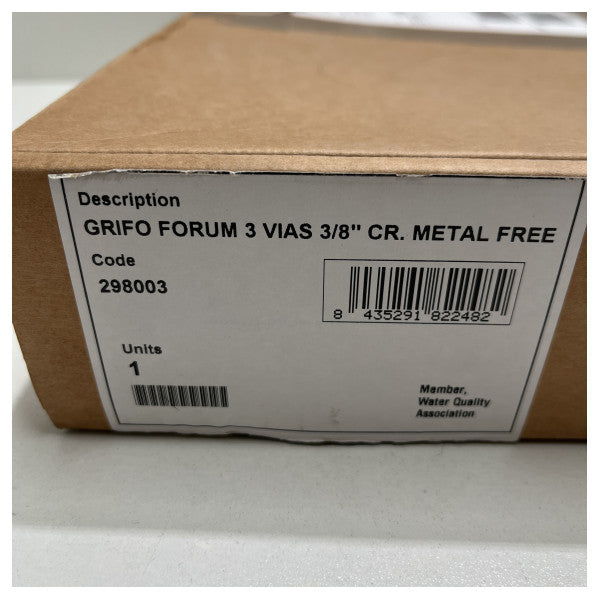 Description
GRIFO FORUM 3 VIAS 3/8" CR. METAL FREE
Code
298003
8 435291 822482
Units
1
Member,
Water Quality
Association